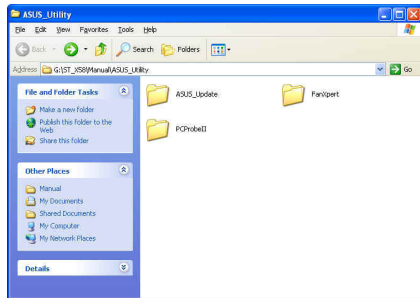 ASUS_Utility
File Edit View Favorites Tools Help
Back Search Folders
Address G:\ST_X58\Manual\ASUS_Utility Go
File and Folder Tasks
Make a new folder
Publish this folder to the
Web
Share this folder
Other Places
Manual
My Documents
Shared Documents
My Computer
My Network Places
Details
ASUS_Update
FanXpert
PCProbeII